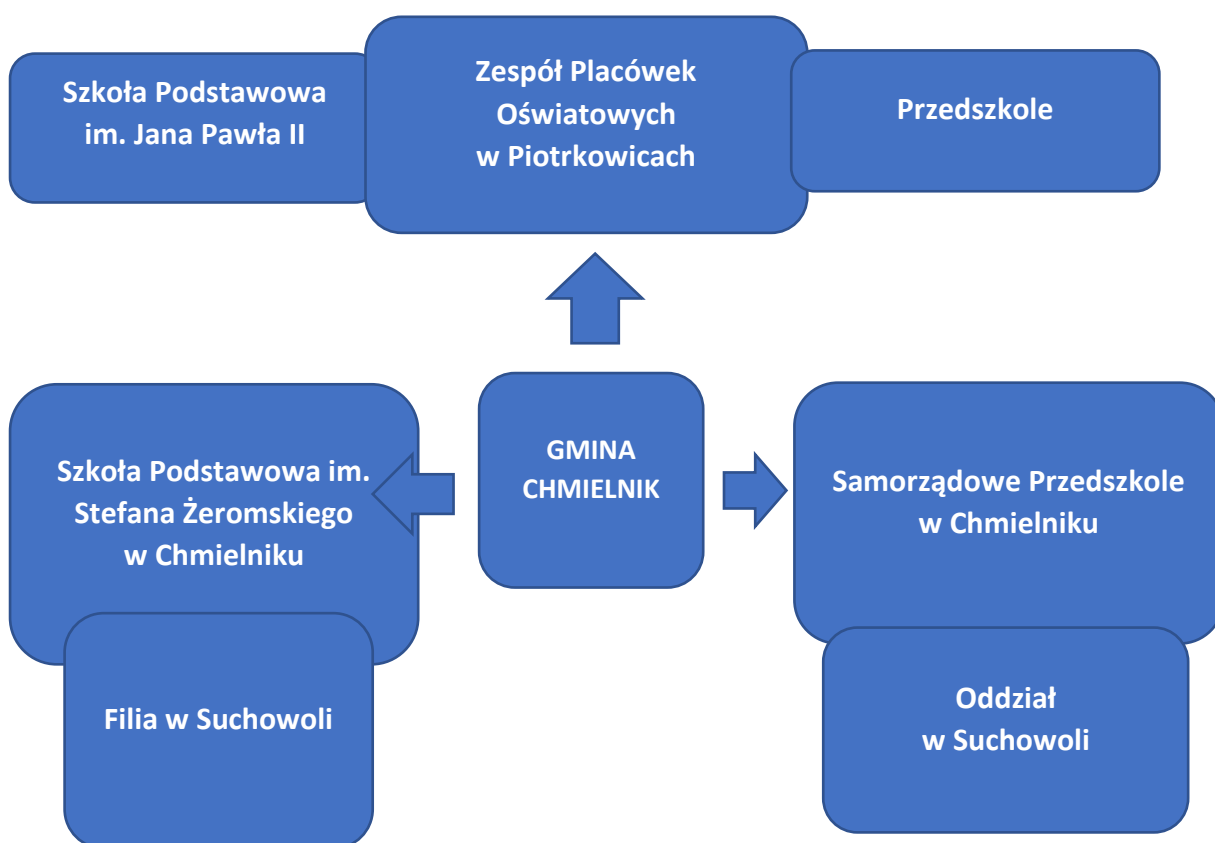 Szkoła Podstawowa
im. Jana Pawła II
Zespół Placówek
Oświatowych
w Piotrkowicach
Przedszkole
Szkoła Podstawowa im.
Stefana Żeromskiego
w Chmielniku
GMINA
CHMIELNIK
Samorządowe Przedszkole
w Chmielniku
Filia w Suchowoli
Oddział
w Suchowoli